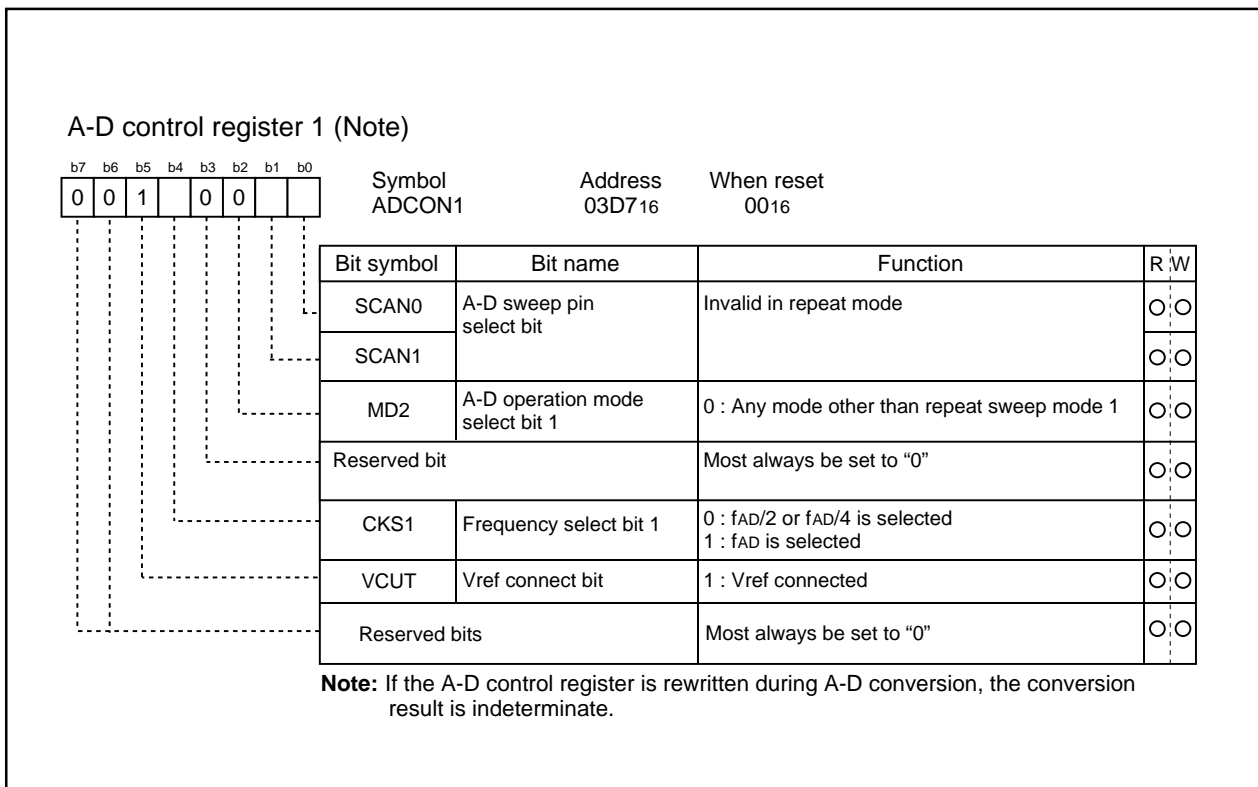 A-D control register 1 (Note)
b7 b6 b5 b4 b3 b2 b1 b0
0 0 1 0 0
Symbol Address When reset
ADCON1 03D716 0016
Bit symbol Bit name Function R W
SCAN0 A-D sweep pin select bit Invalid in repeat mode
SCAN1
MD2 A-D operation mode select bit 1 0 : Any mode other than repeat sweep mode 1
Reserved bit Most always be set to “0”
CKS1 Frequency select bit 1 0 : fAD/2 or fAD/4 is selected
1 : fAD is selected
VCUT Vref connect bit 1 : Vref connected
Reserved bits Most always be set to “0”
Note: If the A-D control register is rewritten during A-D conversion, the conversion
result is indeterminate.